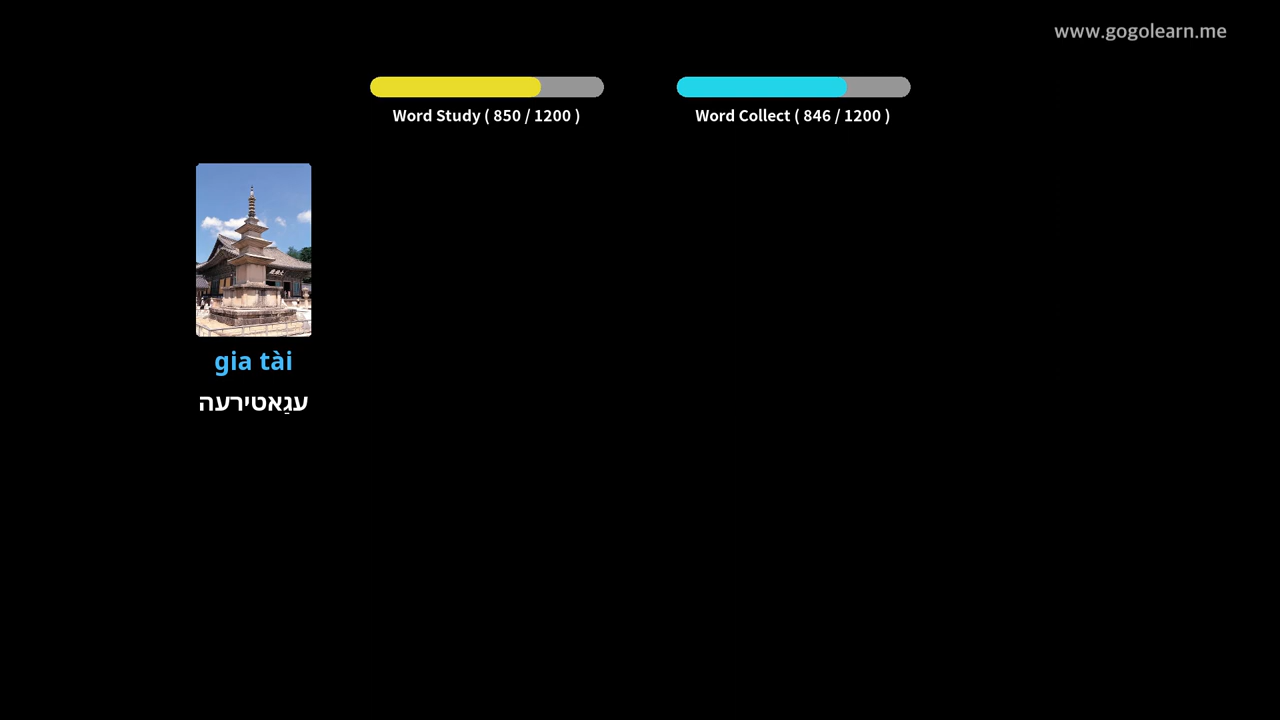 www.gogolearn.me
Word Study ( 850 / 1200 )
Word Collect ( 846 / 1200 )
gia tài
עגַאטירעה